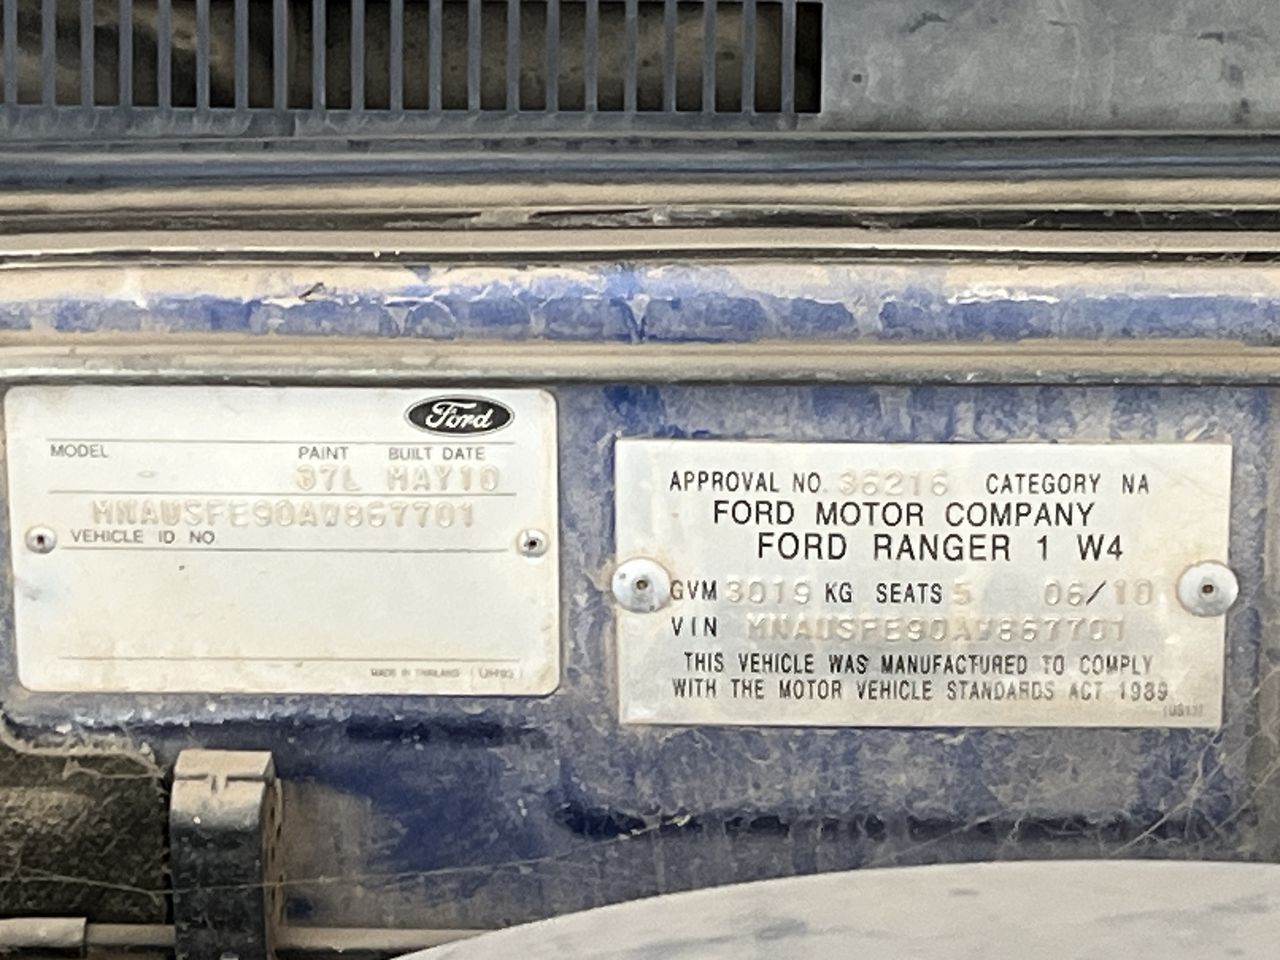 Ford
MODEL PAINT BUILT DATE
- 37L MAY10
MNAUSFE90AW867701
VEHICLE ID NO.
MADE IN THAILAND
APPROVAL NO. 36216 CATEGORY NA
FORD MOTOR COMPANY
FORD RANGER 1 W4
GVM 3019 KG SEATS 5 06/10
VIN MNAUSFE90AW867701
THIS VEHICLE WAS MANUFACTURED TO COMPLY
WITH THE MOTOR VEHICLE STANDARDS ACT 1989